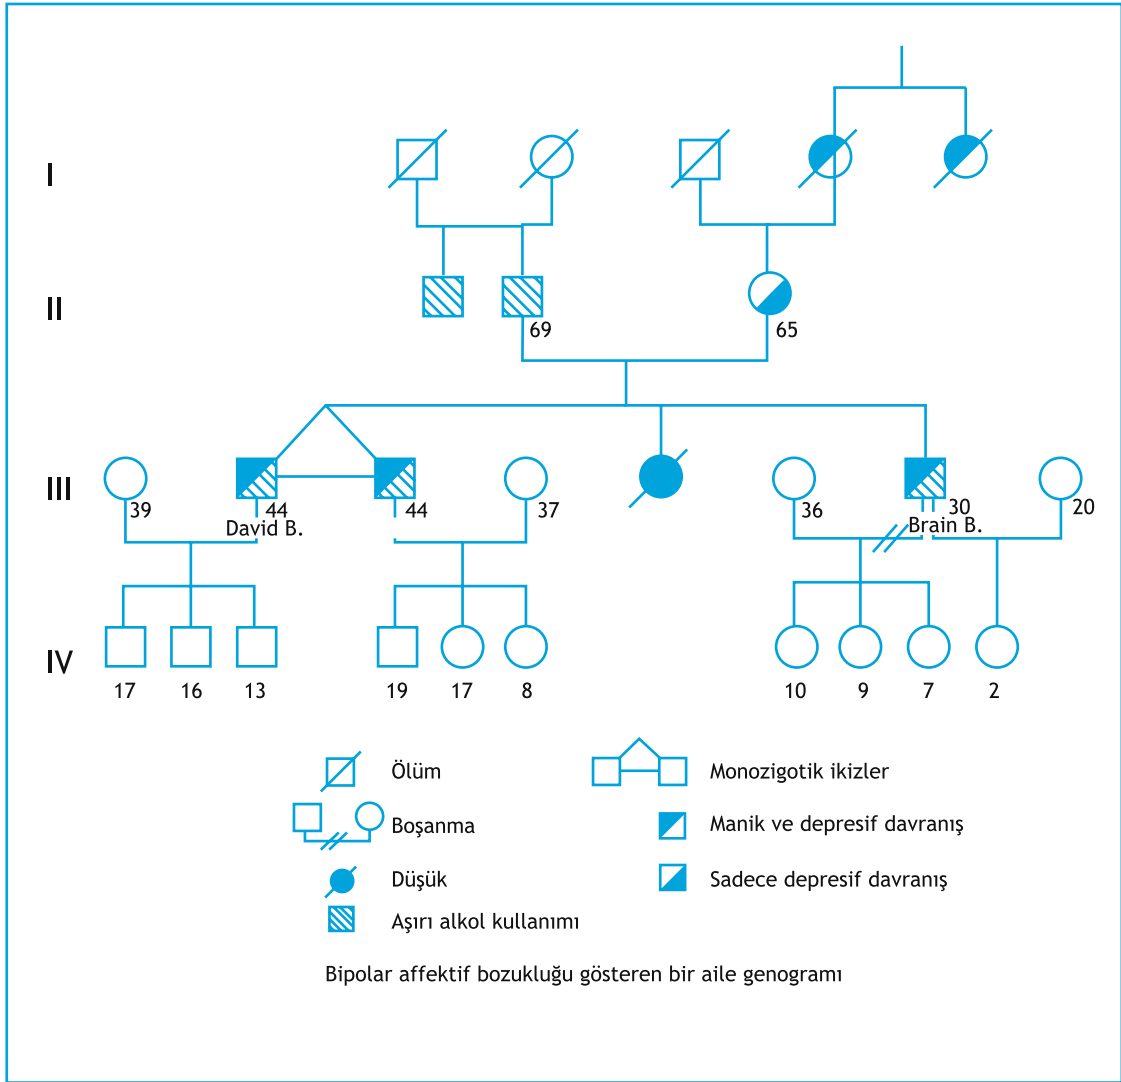 I
II
69 65
III
39 44 44 37 36 30 20
David B. Brain B.
IV
17 16 13 19 17 8 10 9 7 2
Ölüm Monozigotik ikizler
Boşanma Manik ve depresif davranış
Düşük Sadece depresif davranış
Aşırı alkol kullanımı
Bipolar affektif bozukluğu gösteren bir aile genogramı